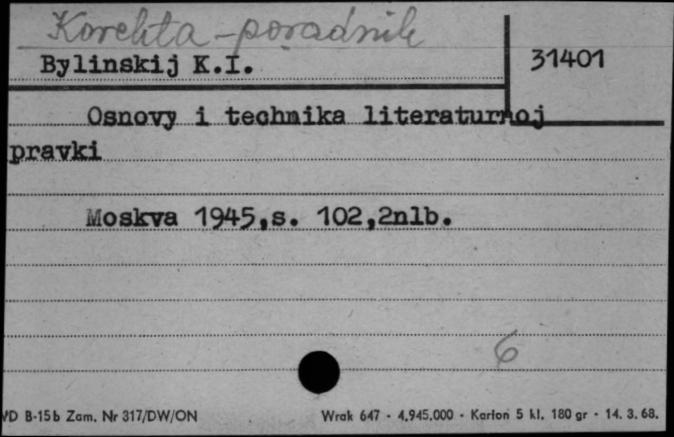 Korekta - poradnik
Bylinskij K.I.
31401
Osnovy i technika literaturnoj
pravki
Moskva 1945,s. 102,2nlb.
6
WD B-15b Zam. Nr 317/DW/ON
Wrak 647 - 4.945.000 - Karton 5 kl. 180 gr - 14. 3. 68.